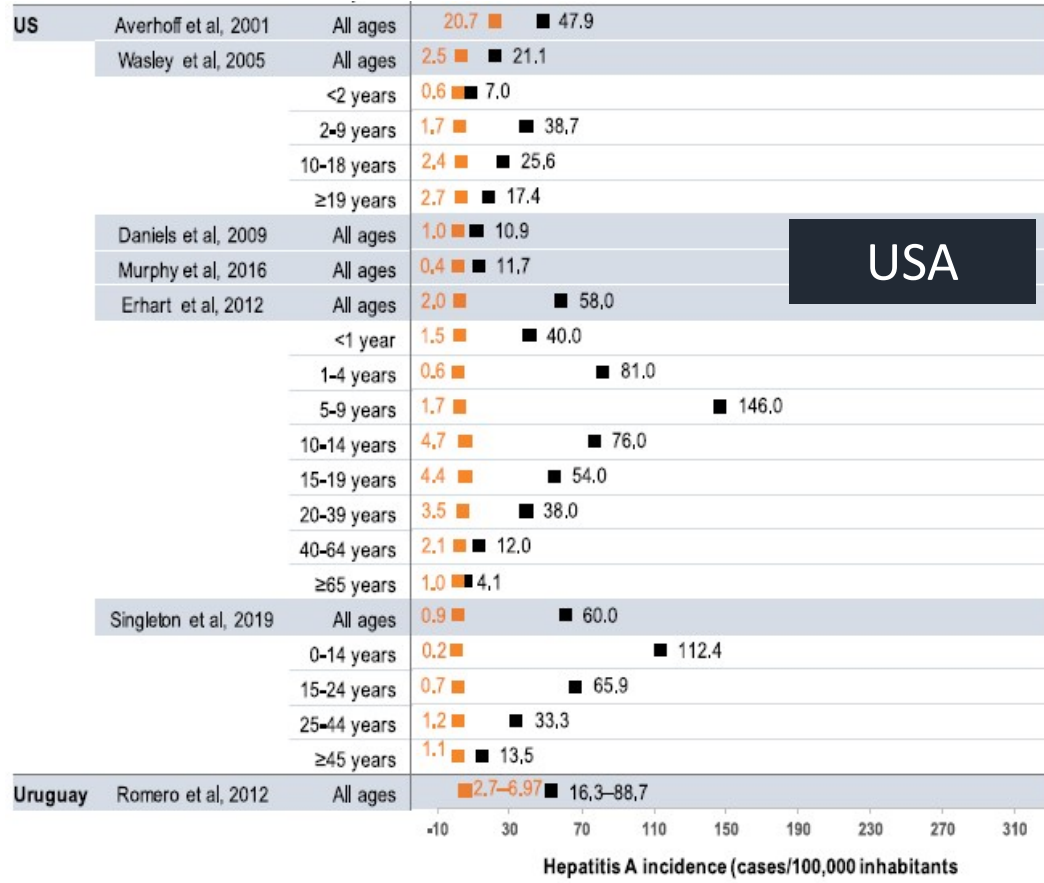 US Averhoff et al, 2001 All ages 20.7 47.9
Wasley et al, 2005 All ages 2.5 21.1
<2 years 0.6 7.0
2-9 years 1.7 38.7
10-18 years 2.4 25.6
≥19 years 2.7 17.4
Daniels et al, 2009 All ages 1.0 10.9
USA
Murphy et al, 2016 All ages 0.4 11.7
Erhart et al, 2012 All ages 2.0 58.0
<1 year 1.5 40.0
1-4 years 0.6 81.0
5-9 years 1.7 146.0
10-14 years 4.7 76.0
15-19 years 4.4 54.0
20-39 years 3.5 38.0
40-64 years 2.1 12.0
≥65 years 1.0 4.1
Singleton et al, 2019 All ages 0.9 60.0
0-14 years 0.2 112.4
15-24 years 0.7 65.9
25-44 years 1.2 33.3
≥45 years 1.1 13.5
Uruguay Romero et al, 2012 All ages 2.7–6.97 16.3–88.7
-10 30 70 110 150 190 230 270 310
Hepatitis A incidence (cases/100,000 inhabitants